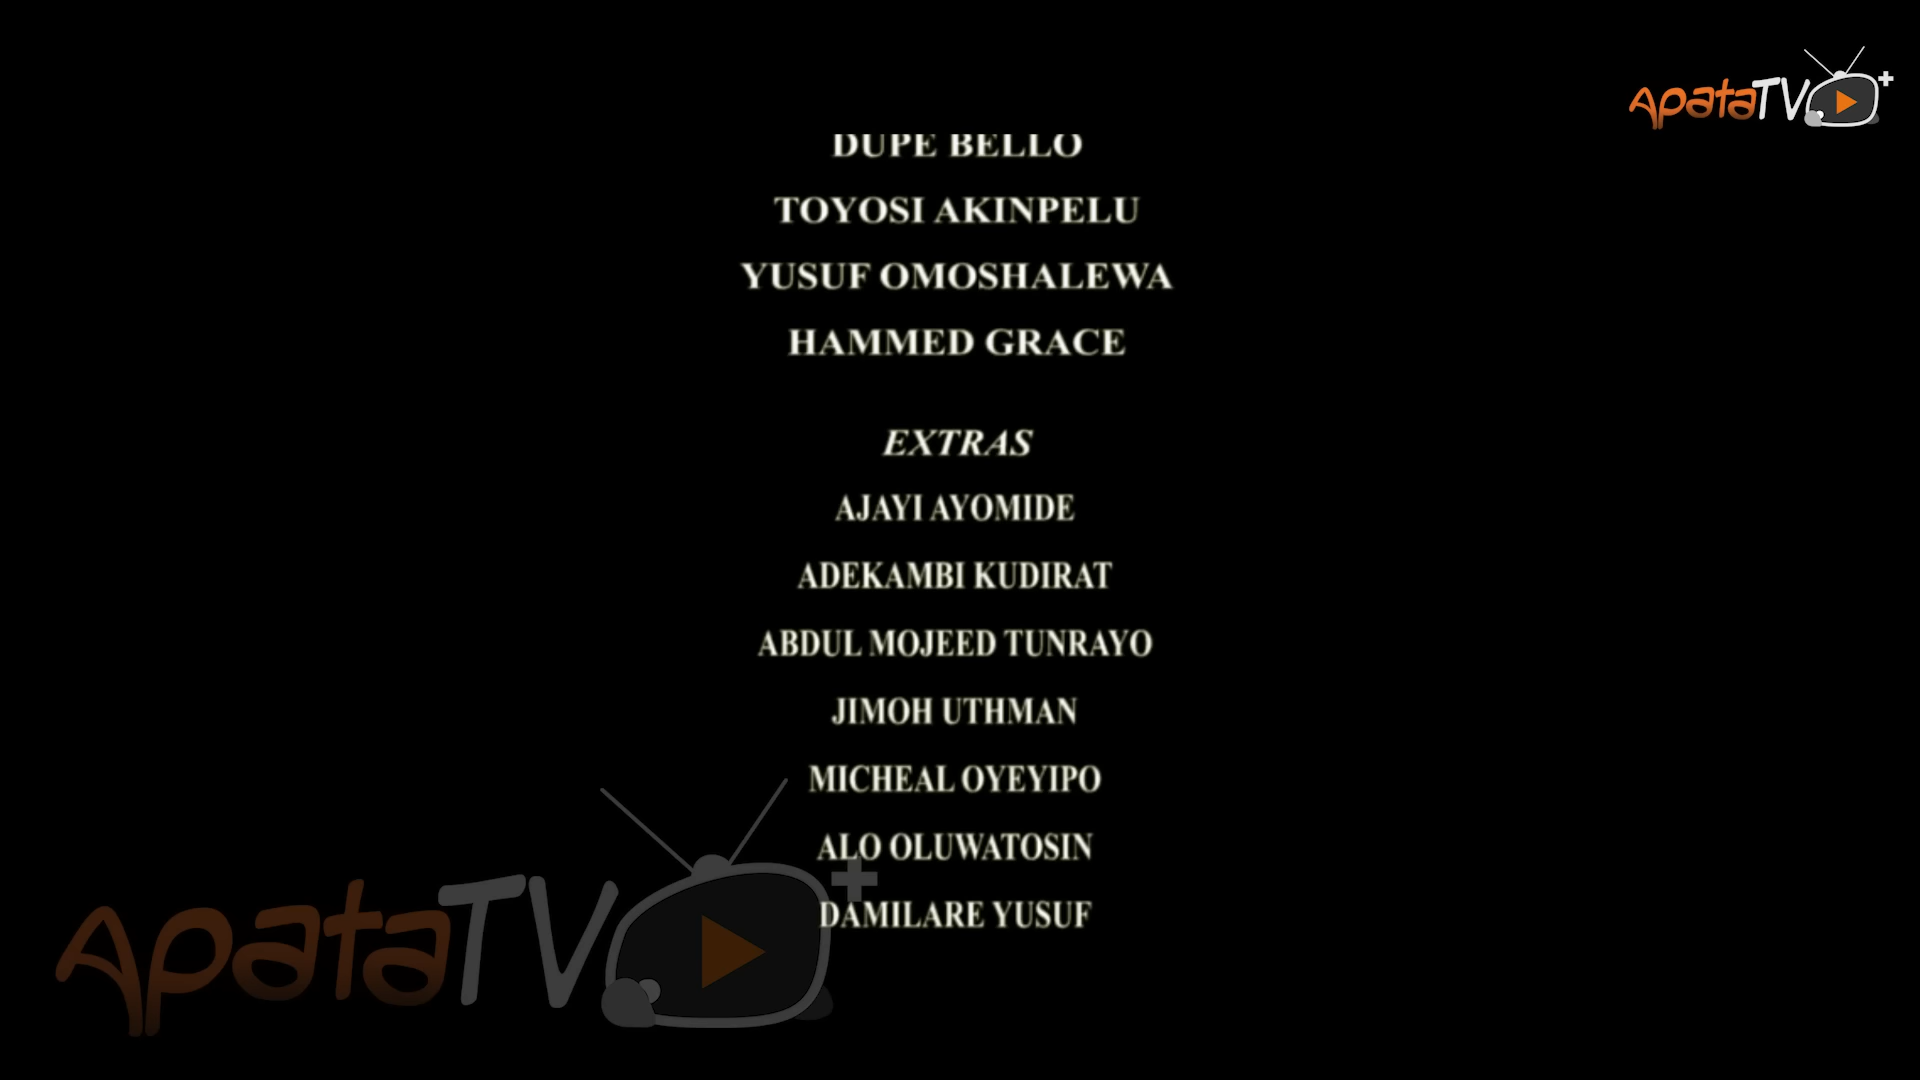 ApataTV+
DUPE BELLO
TOYOSI AKINPELU
YUSUF OMOSHALEWA
HAMMED GRACE
EXTRAS
AJAYI AYOMIDE
ADEKAMBI KUDIRAT
ABDUL MOJEED TUNRAYO
JIMOH UTHMAN
MICHEAL OYEYIPO
ALO OLUWATOSIN
DAMILARE YUSUF
ApataTV+